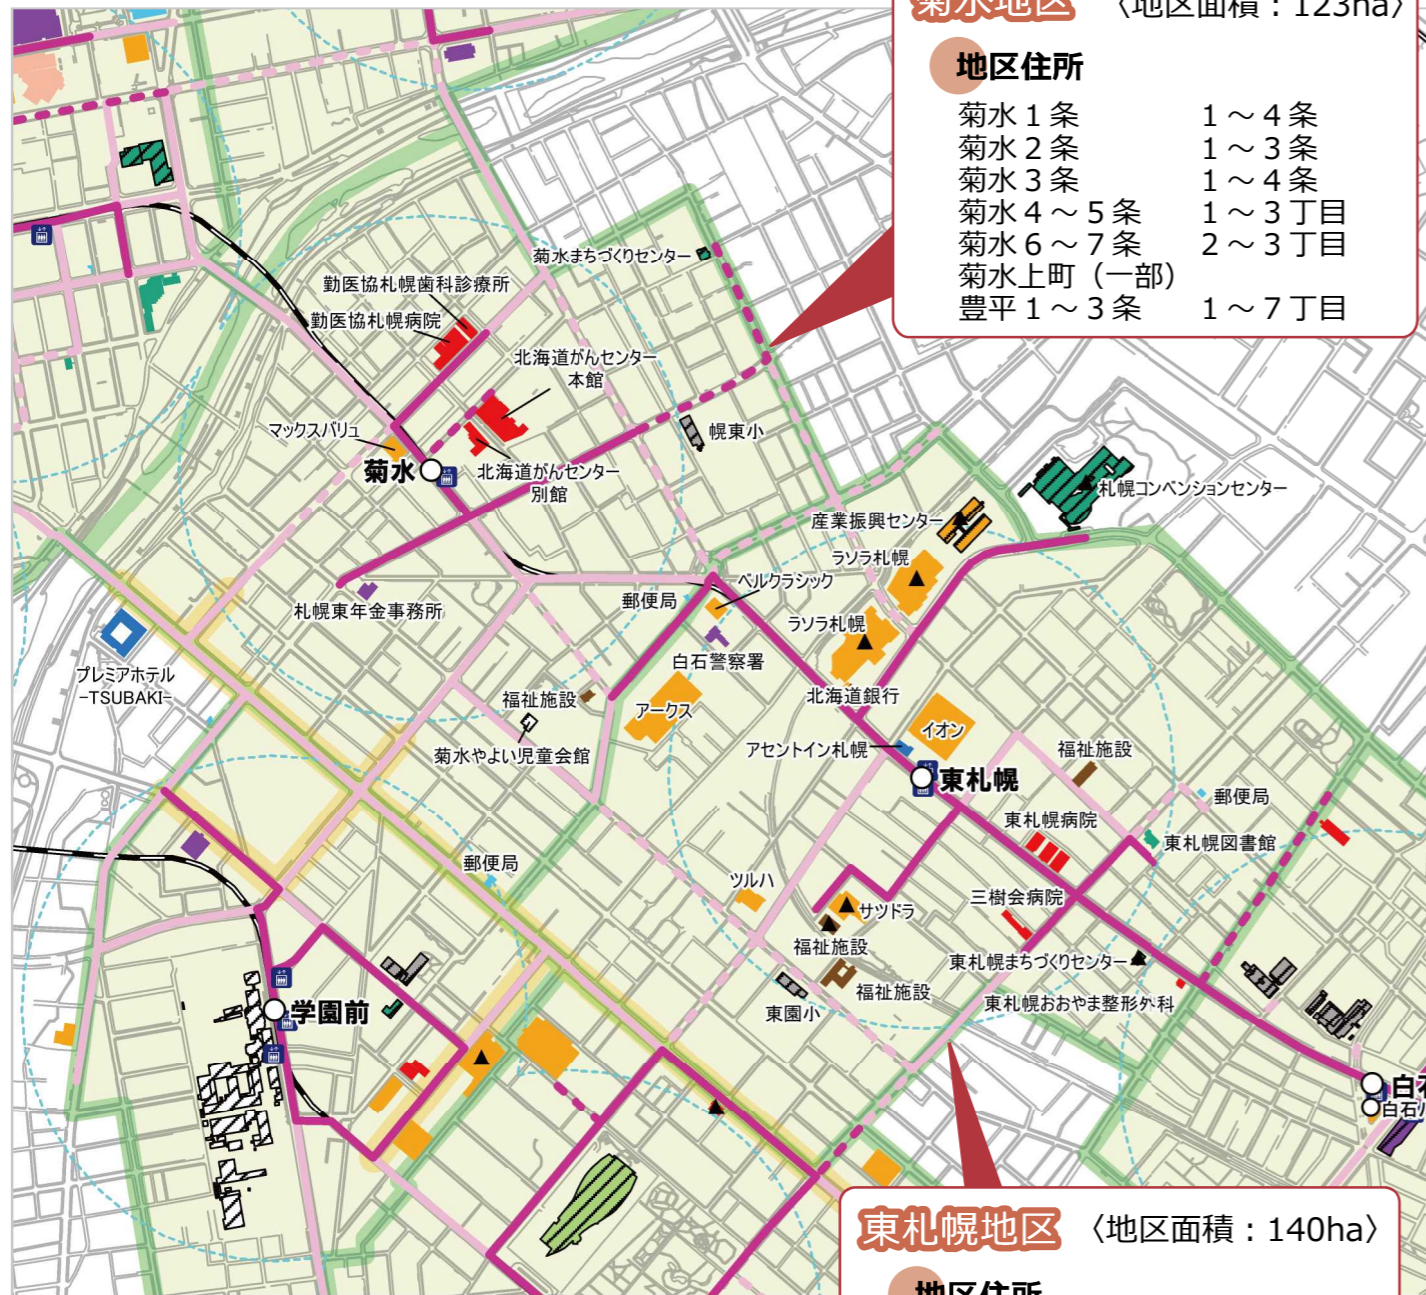 菊水地区 〈地区面積：123ha〉
地区住所
菊水１条 １～４条
菊水２条 １～３条
菊水３条 １～４条
菊水４～５条 １～３丁目
菊水６～７条 ２～３丁目
菊水上町（一部）
豊平１～３条 １～７丁目
菊水まちづくりセンター
勤医協札幌歯科診療所
勤医協札幌病院
北海道がんセンター
本館
マックスバリュ
幌東小
菊水
北海道がんセンター
別館
札幌コンベンションセンター
産業振興センター
ラソラ札幌
ベルクラシック
郵便局
札幌東年金事務所
ラソラ札幌
白石警察署
プレミアホテル
-TSUBAKI-
福祉施設
アークス
北海道銀行
イオン
菊水やよい児童会館
アセントイン札幌
福祉施設
東札幌
郵便局
東札幌病院
東札幌図書館
郵便局
ツルハ
三樹会病院
サツドラ
福祉施設
東札幌まちづくりセンター
福祉施設
東札幌おおやま整形外科
学園前
東園小
白石
東札幌地区 〈地区面積：140ha〉
地区住所